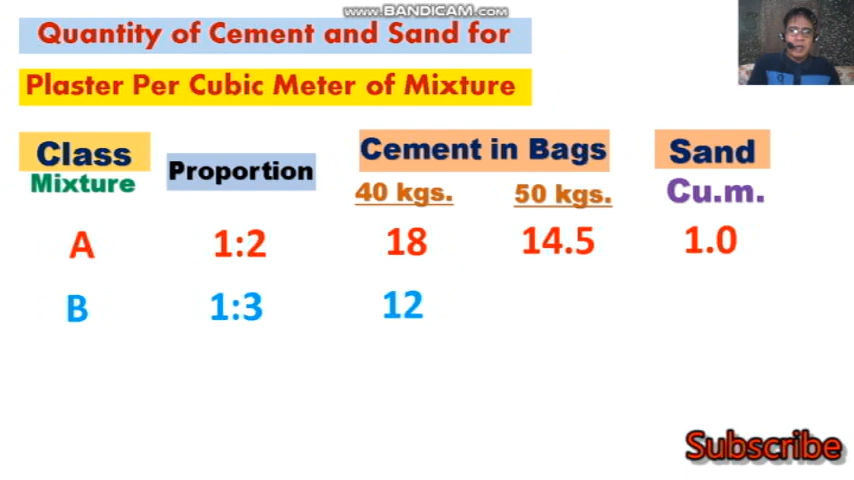 www.BANDICAM.com
Quantity of Cement and Sand for
Plaster Per Cubic Meter of Mixture
Class Mixture
Proportion
Cement in Bags
40 kgs. 50 kgs.
Sand
Cu.m.
A 1:2 18 14.5 1.0
B 1:3 12
Subscribe